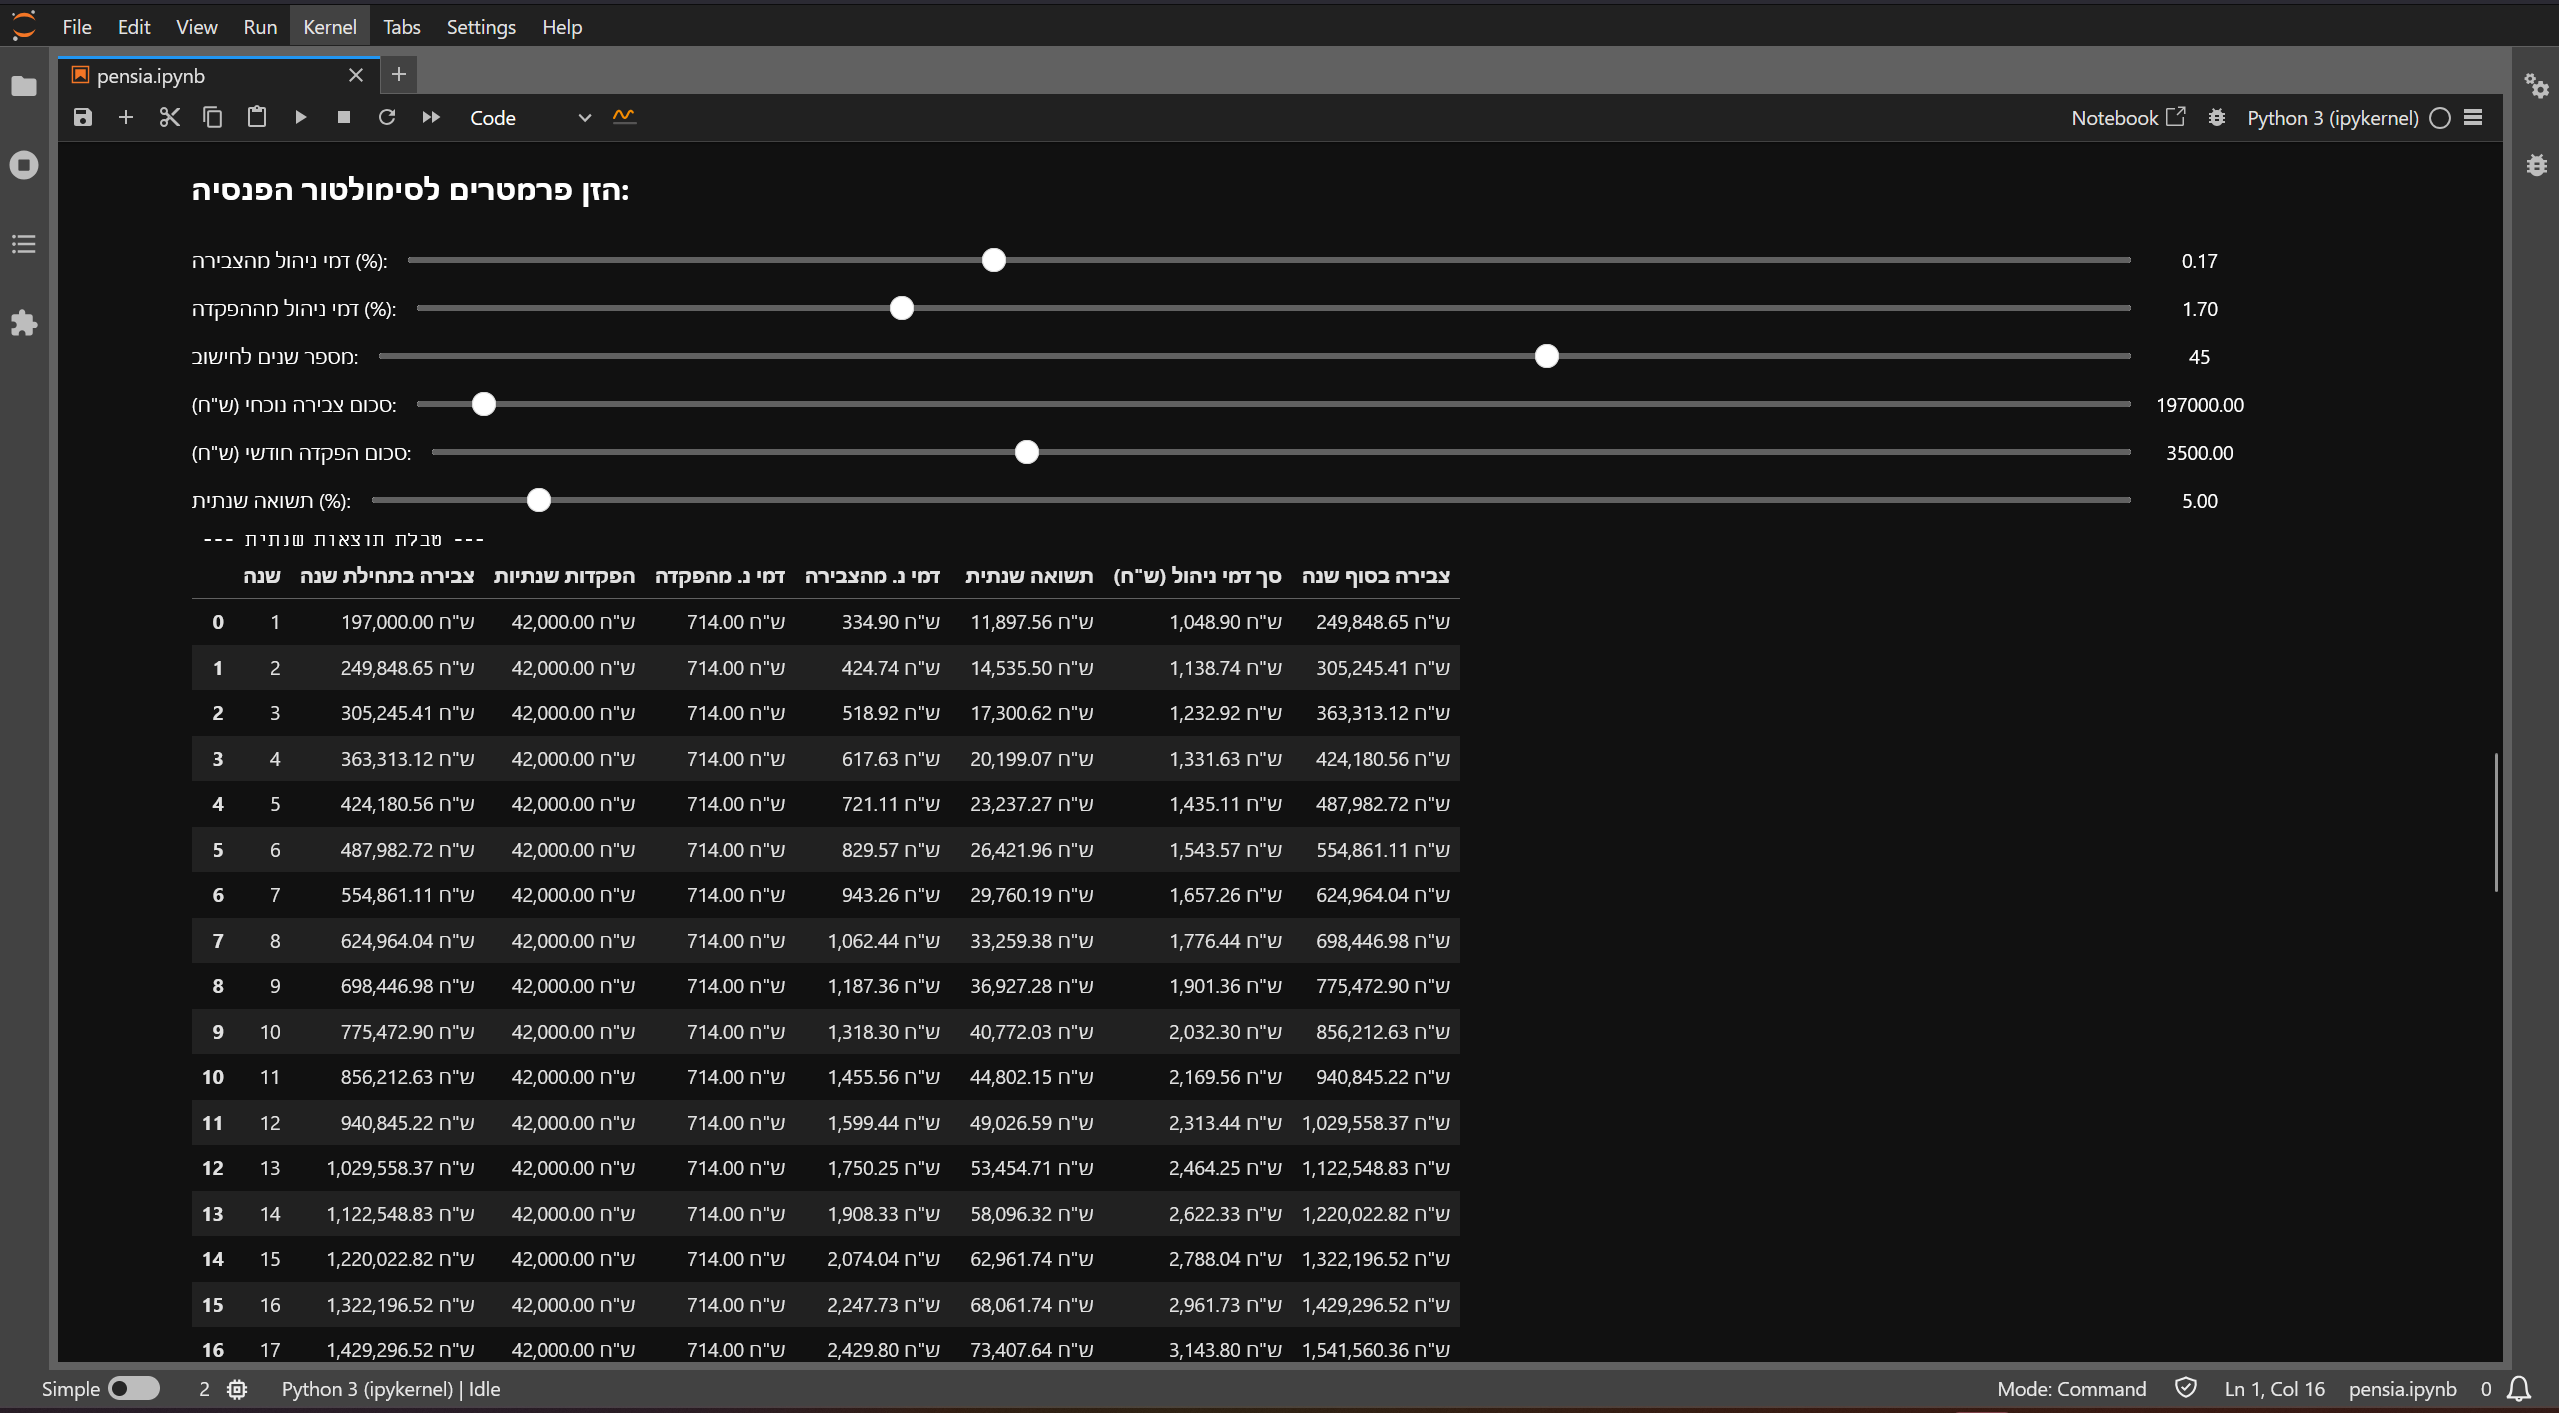 File Edit View Run Kernel Tabs Settings Help
pensia.ipynb
Code Notebook Python 3 (ipykernel)
הזן פרמטרים לסימולטור הפנסיה:
דמי ניהול מהצבירה (%): 0.17
דמי ניהול מההפקדה (%): 1.70
מספר שנים לחישוב: 45
סכום צבירה נוכחי (ש"ח): 197000.00
סכום הפקדה חודשי (ש"ח): 3500.00
תשואה שנתית (%): 5.00
--- טבלת תוצאות שנתית ---
שנה צבירה בתחילת שנה הפקדות שנתיות דמי נ. מהפקדה דמי נ. מהצבירה תשואה שנתית סך דמי ניהול (ש"ח) צבירה בסוף שנה
0 1 197,000.00 ש"ח 42,000.00 ש"ח 714.00 ש"ח 334.90 ש"ח 11,897.56 ש"ח 1,048.90 ש"ח 249,848.65 ש"ח
1 2 249,848.65 ש"ח 42,000.00 ש"ח 714.00 ש"ח 424.74 ש"ח 14,535.50 ש"ח 1,138.74 ש"ח 305,245.41 ש"ח
2 3 305,245.41 ש"ח 42,000.00 ש"ח 714.00 ש"ח 518.92 ש"ח 17,300.62 ש"ח 1,232.92 ש"ח 363,313.12 ש"ח
3 4 363,313.12 ש"ח 42,000.00 ש"ח 714.00 ש"ח 617.63 ש"ח 20,199.07 ש"ח 1,331.63 ש"ח 424,180.56 ש"ח
4 5 424,180.56 ש"ח 42,000.00 ש"ח 714.00 ש"ח 721.11 ש"ח 23,237.27 ש"ח 1,435.11 ש"ח 487,982.72 ש"ח
5 6 487,982.72 ש"ח 42,000.00 ש"ח 714.00 ש"ח 829.57 ש"ח 26,421.96 ש"ח 1,543.57 ש"ח 554,861.11 ש"ח
6 7 554,861.11 ש"ח 42,000.00 ש"ח 714.00 ש"ח 943.26 ש"ח 29,760.19 ש"ח 1,657.26 ש"ח 624,964.04 ש"ח
7 8 624,964.04 ש"ח 42,000.00 ש"ח 714.00 ש"ח 1,062.44 ש"ח 33,259.38 ש"ח 1,776.44 ש"ח 698,446.98 ש"ח
8 9 698,446.98 ש"ח 42,000.00 ש"ח 714.00 ש"ח 1,187.36 ש"ח 36,927.28 ש"ח 1,901.36 ש"ח 775,472.90 ש"ח
9 10 775,472.90 ש"ח 42,000.00 ש"ח 714.00 ש"ח 1,318.30 ש"ח 40,772.03 ש"ח 2,032.30 ש"ח 856,212.63 ש"ח
10 11 856,212.63 ש"ח 42,000.00 ש"ח 714.00 ש"ח 1,455.56 ש"ח 44,802.15 ש"ח 2,169.56 ש"ח 940,845.22 ש"ח
11 12 940,845.22 ש"ח 42,000.00 ש"ח 714.00 ש"ח 1,599.44 ש"ח 49,026.59 ש"ח 2,313.44 ש"ח 1,029,558.37 ש"ח
12 13 1,029,558.37 ש"ח 42,000.00 ש"ח 714.00 ש"ח 1,750.25 ש"ח 53,454.71 ש"ח 2,464.25 ש"ח 1,122,548.83 ש"ח
13 14 1,122,548.83 ש"ח 42,000.00 ש"ח 714.00 ש"ח 1,908.33 ש"ח 58,096.32 ש"ח 2,622.33 ש"ח 1,220,022.82 ש"ח
14 15 1,220,022.82 ש"ח 42,000.00 ש"ח 714.00 ש"ח 2,074.04 ש"ח 62,961.74 ש"ח 2,788.04 ש"ח 1,322,196.52 ש"ח
15 16 1,322,196.52 ש"ח 42,000.00 ש"ח 714.00 ש"ח 2,247.73 ש"ח 68,061.74 ש"ח 2,961.73 ש"ח 1,429,296.52 ש"ח
16 17 1,429,296.52 ש"ח 42,000.00 ש"ח 714.00 ש"ח 2,429.80 ש"ח 73,407.64 ש"ח 3,143.80 ש"ח 1,541,560.36 ש"ח
Simple 2 Python 3 (ipykernel) | Idle Mode: Command Ln 1, Col 16 pensia.ipynb 0